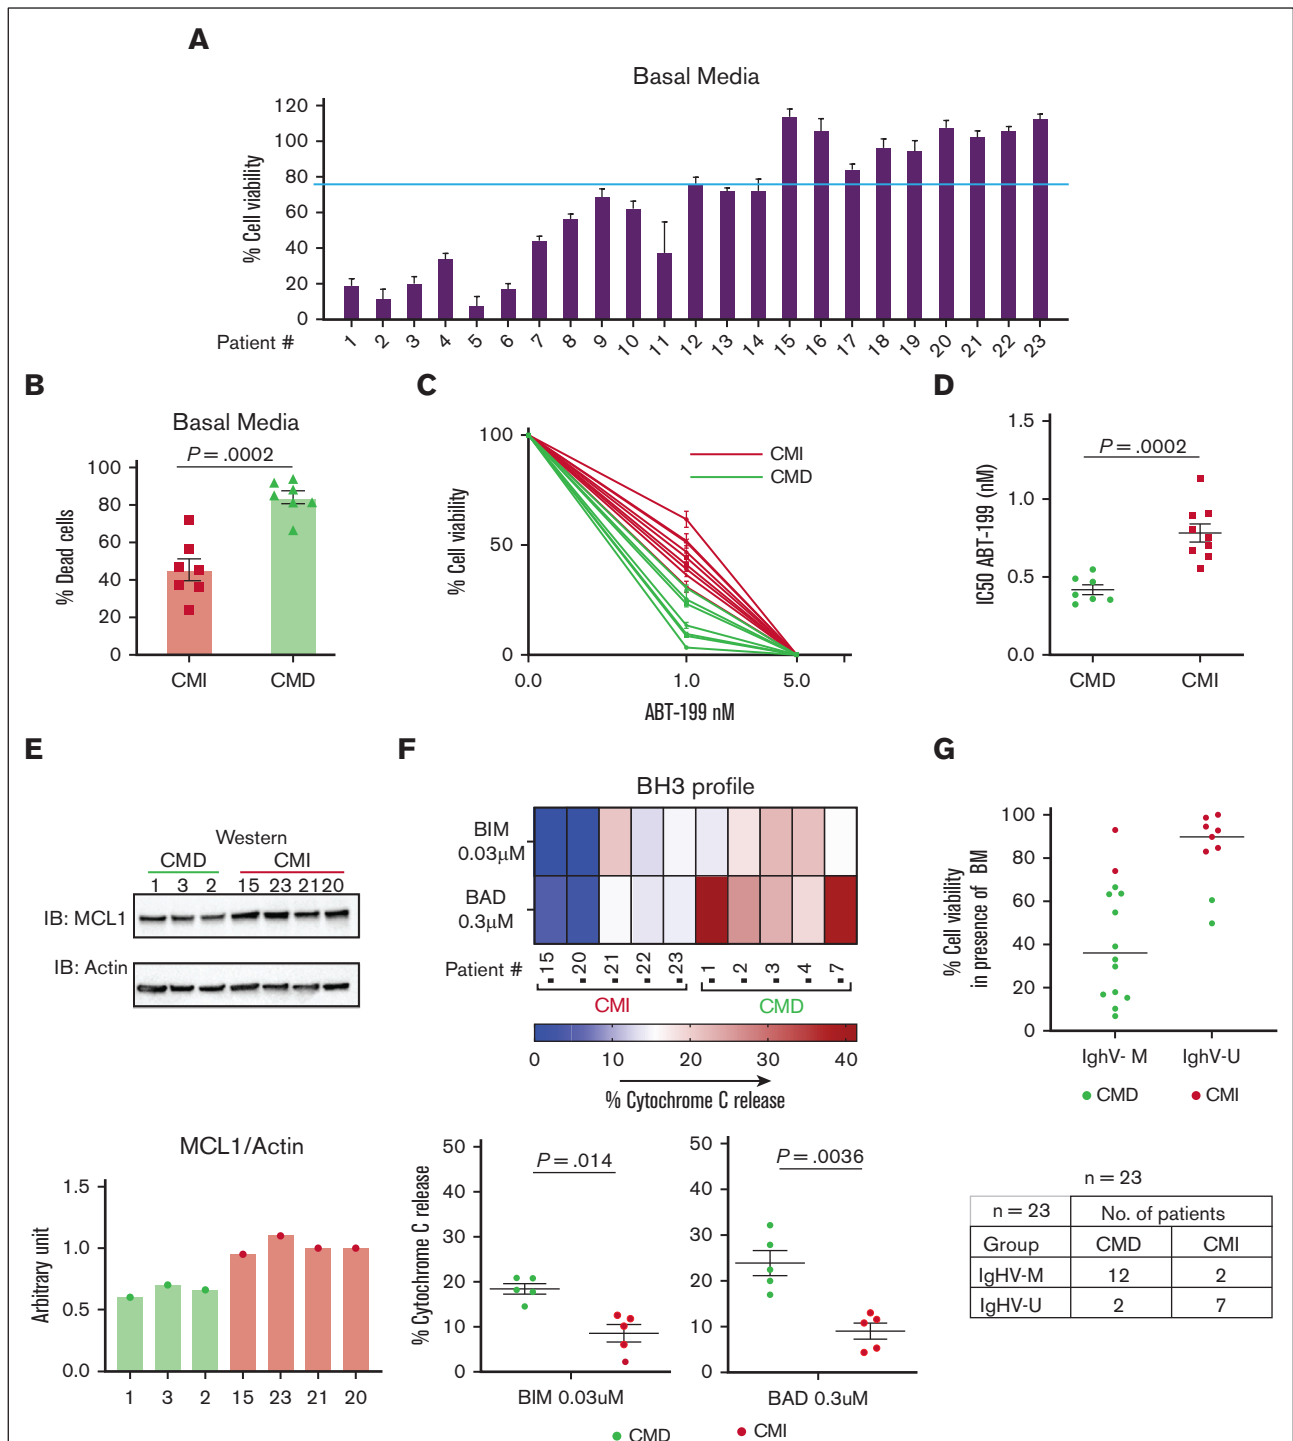 A
Basal Media
% Cell viability
120
100
80
60
40
20
0
Patient #
1 2 3 4 5 6 7 8 9 10 11 12 13 14 15 16 17 18 19 20 21 22 23
B
Basal Media
P = .0002
% Dead cells
100
80
60
40
20
0
CMI CMD
C
% Cell viability
100
50
0
CMI
CMD
0.0 1.0 5.0
ABT-199 nM
D
IC50 ABT-199 (nM)
1.5
1.0
0.5
0.0
P = .0002
CMD CMI
E
Western
CMD CMI
1 3 2 15 23 21 20
IB: MCL1
IB: Actin
MCL1/Actin
Arbitrary unit
1.5
1.0
0.5
0.0
1 3 2 15 23 21 20
F
BH3 profile
BIM
0.03µM
BAD
0.3µM
Patient #
15 20 21 22 23 1 2 3 4 7
CMI CMD
0 10 20 30 40
% Cytochrome C release
% Cytochrome C release
50
40
30
20
10
0
P = .014
BIM 0.03uM
50
40
30
20
10
0
P = .0036
BAD 0.3uM
CMD CMI
G
% Cell viability
in presence of BM
100
80
60
40
20
0
IghV- M IghV-U
CMD CMI
n = 23
n = 23 No. of patients
Group CMD CMI
IgHV-M 12 2
IgHV-U 2 7